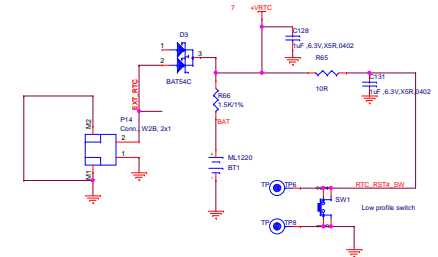 7 +VRTC
C128
1uF ,6.3V,X5R,0402
D3
1
3
2
BAT54C
R65
10R
C131
1uF ,6.3V,X5R,0402
EXT_RTC
R66
1.5K/1%
BAT
M2
P14
Conn., W2B, 2x1
2
1
M1
+
ML1220
BT1
-
TP TP6
RTC_RST#_SW
SW1
Low profile switch
TP TP8